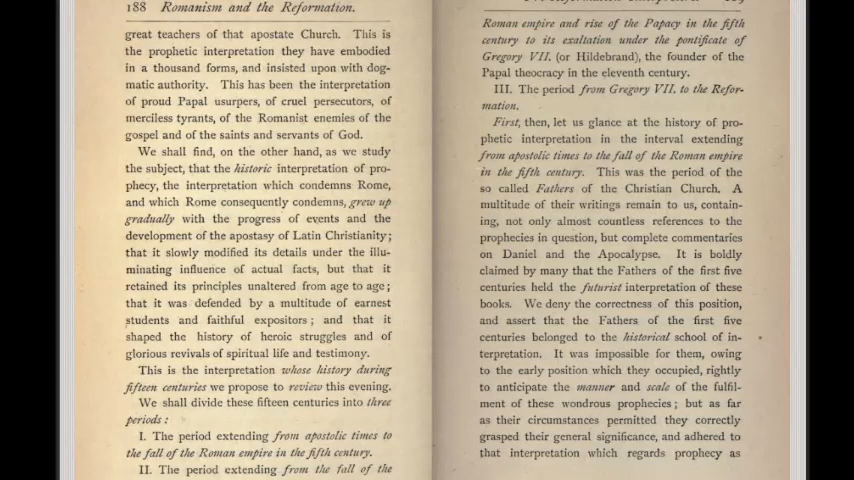 188 Romanism and the Reformation.
great teachers of that apostate Church. This is
the prophetic interpretation they have embodied
in a thousand forms, and insisted upon with dog-
matic authority. This has been the interpretation
of proud Papal usurpers, of cruel persecutors, of
merciless tyrants, of the Romanist enemies of the
gospel and of the saints and servants of God.
We shall find, on the other hand, as we study
the subject, that the historic interpretation of pro-
phecy, the interpretation which condemns Rome,
and which Rome consequently condemns, grew up
gradually with the progress of events and the
development of the apostasy of Latin Christianity;
that it slowly modified its details under the illu-
minating influence of actual facts, but that it
retained its principles unaltered from age to age;
that it was defended by a multitude of earnest
students and faithful expositors; and that it
shaped the history of heroic struggles and of
glorious revivals of spiritual life and testimony.
This is the interpretation whose history during
fifteen centuries we propose to review this evening.
We shall divide these fifteen centuries into three
periods:
I. The period extending from apostolic times to
the fall of the Roman empire in the fifth century.
II. The period extending from the fall of the
Roman empire and rise of the Papacy in the fifth
century to its exaltation under the pontificate of
Gregory VII. (or Hildebrand), the founder of the
Papal theocracy in the eleventh century.
III. The period from Gregory VII. to the Refor-
mation.
First, then, let us glance at the history of pro-
phetic interpretation in the interval extending
from apostolic times to the fall of the Roman empire
in the fifth century. This was the period of the
so called Fathers of the Christian Church. A
multitude of their writings remain to us, contain-
ing, not only almost countless references to the
prophecies in question, but complete commentaries
on Daniel and the Apocalypse. It is boldly
claimed by many that the Fathers of the first five
centuries held the futurist interpretation of these
books. We deny the correctness of this position,
and assert that the Fathers of the first five
centuries belonged to the historical school of in-
terpretation. It was impossible for them, owing
to the early position which they occupied, rightly
to anticipate the manner and scale of the fulfil-
ment of these wondrous prophecies; but as far
as their circumstances permitted they correctly
grasped their general significance, and adhered to
that interpretation which regards prophecy as